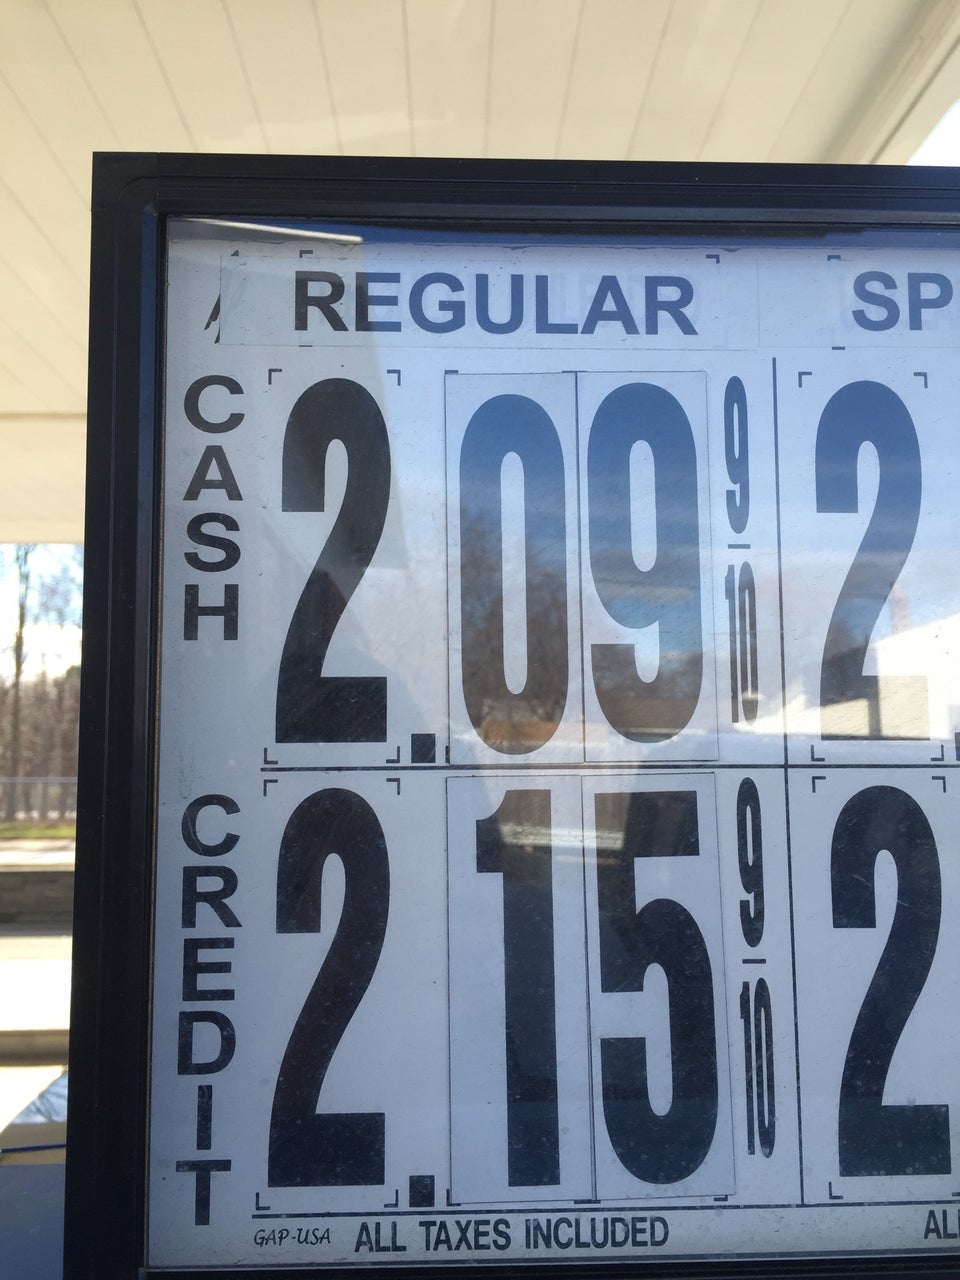 REGULAR SP
CASH 2.09 9/10 2.
CREDIT 2.15 9/10 2
GAP-USA ALL TAXES INCLUDED ALL